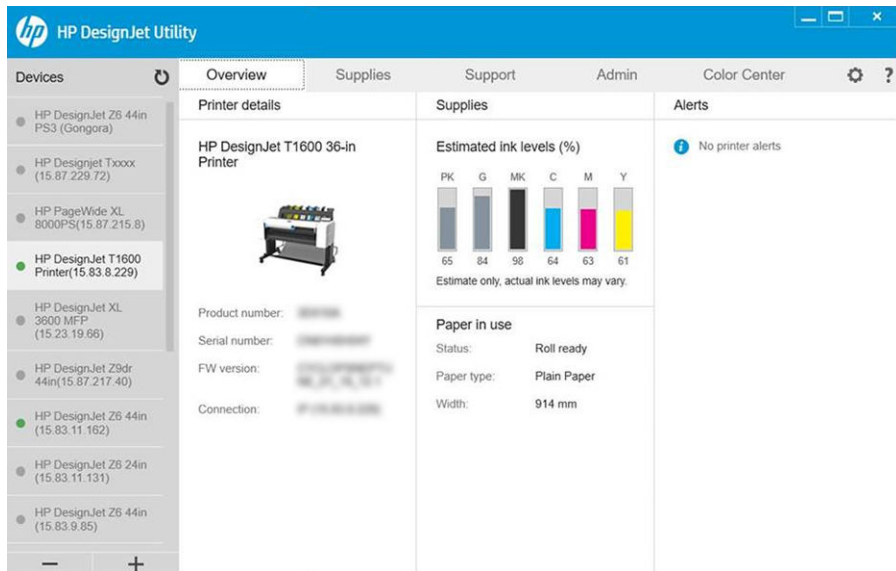 hp HP DesignJet Utility
Devices
HP DesignJet Z6 44in
PS3 (Gongora)
HP Designjet Txxxx
(15.87.229.72)
HP PageWide XL
8000PS(15.87.215.8)
HP DesignJet T1600
Printer(15.83.8.229)
HP DesignJet XL
3600 MFP
(15.23.19.66)
HP DesignJet Z9dr
44in(15.87.217.40)
HP DesignJet Z6 44in
(15.83.11.162)
HP DesignJet Z6 24in
(15.83.11.131)
HP DesignJet Z6 44in
(15.83.9.85)
Overview Supplies Support Admin Color Center ?
Printer details
HP DesignJet T1600 36-in
Printer
Product number:
Serial number:
FW version:
Connection:
Supplies
Estimated ink levels (%)
PK G MK C M Y
65 84 98 64 63 61
Estimate only, actual ink levels may vary.
Paper in use
Status: Roll ready
Paper type: Plain Paper
Width: 914 mm
Alerts
No printer alerts